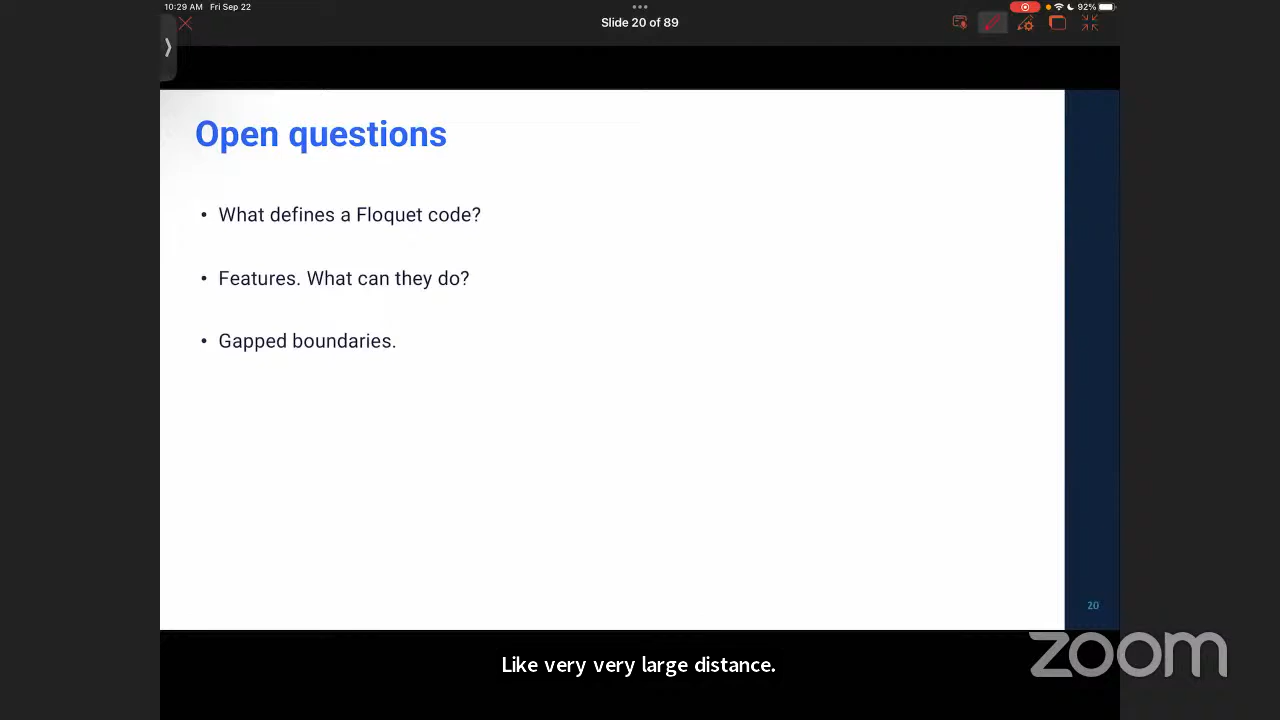 10:29 AM Fri Sep 22
92%
Slide 20 of 89
Open questions
• What defines a Floquet code?
• Features. What can they do?
• Gapped boundaries.
20
Like very very large distance.
zoom